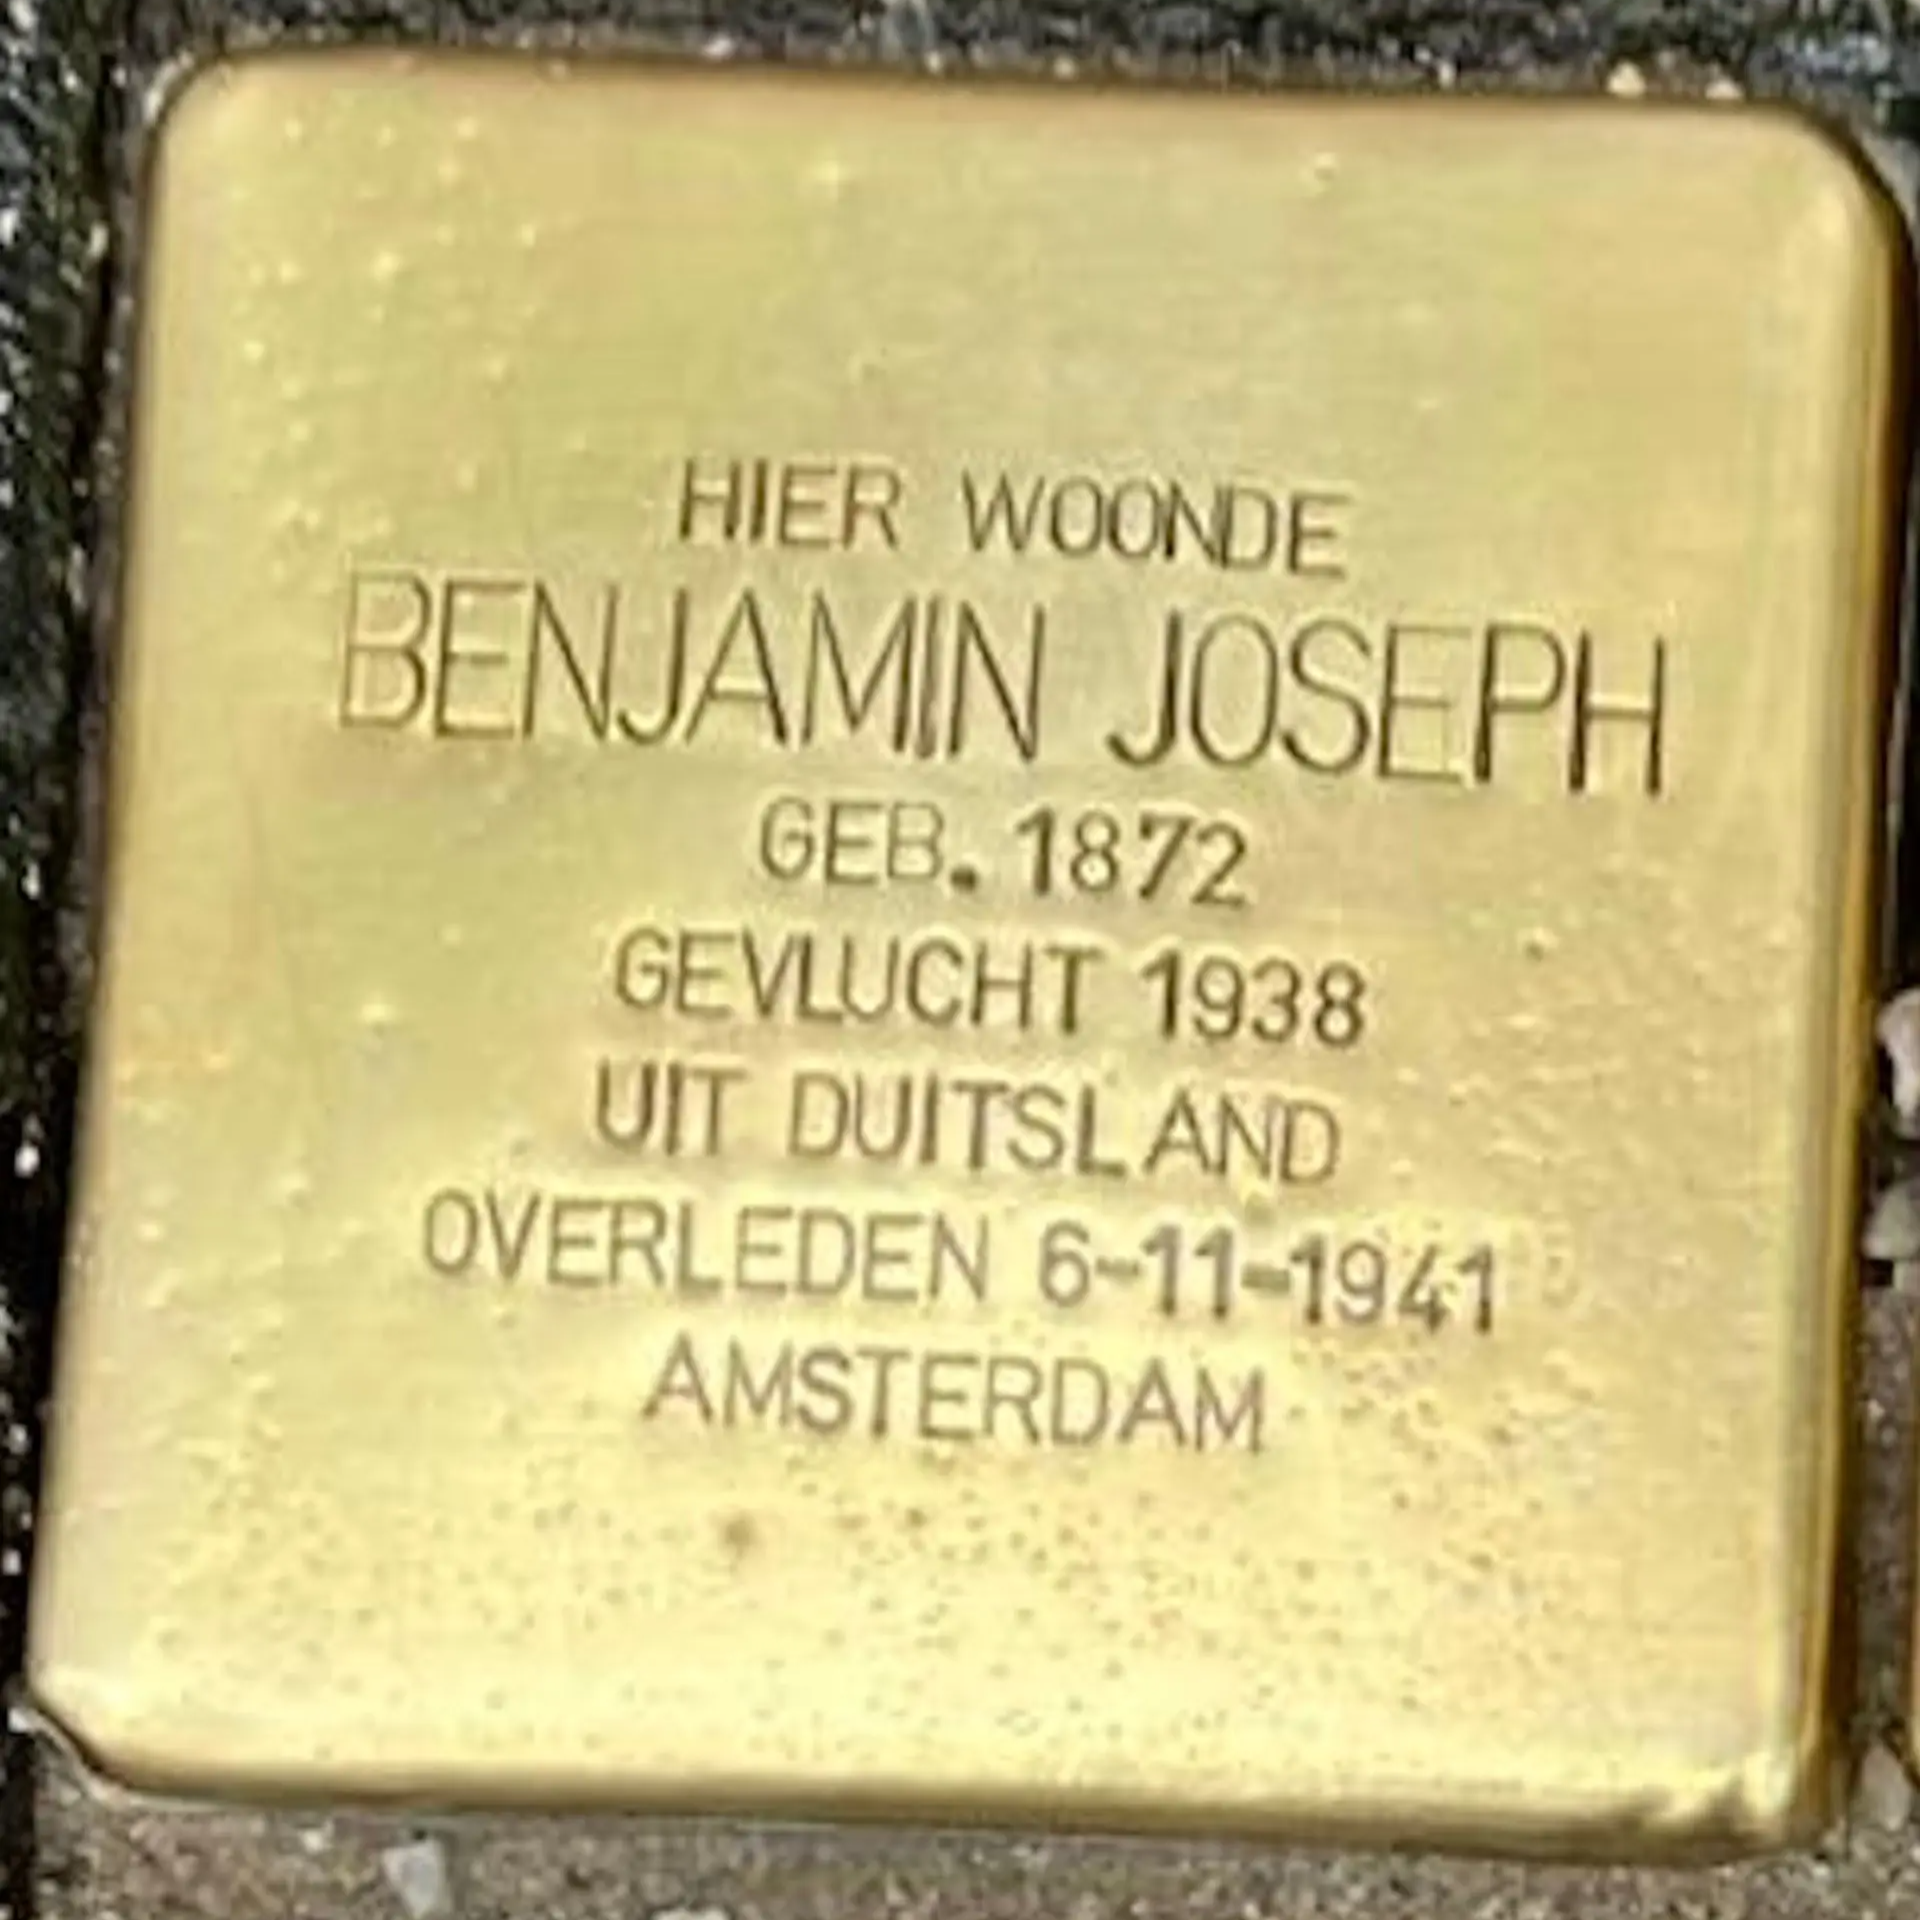 HIER WOONDE
BENJAMIN JOSEPH
GEB. 1872
GEVLUCHT 1938
UIT DUITSLAND
OVERLEDEN 6-11-1941
AMSTERDAM